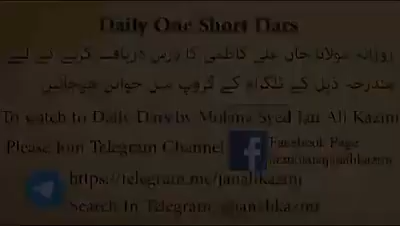 Daily One Short Dars
روزانہ مولانا جان علی کاظمی کا درس دریافت کرنے کے لیے
مندرجہ ذیل کے ٹلگرام کے گروپ میں جوائن ہوجائیں
To watch to Daily Dars by Molana Syed Jan Ali Kazmi
Please Join Telegram Channel
Facebook Page
https://telegram.me/janalikazmi
Search In Telegram @janalikazmi